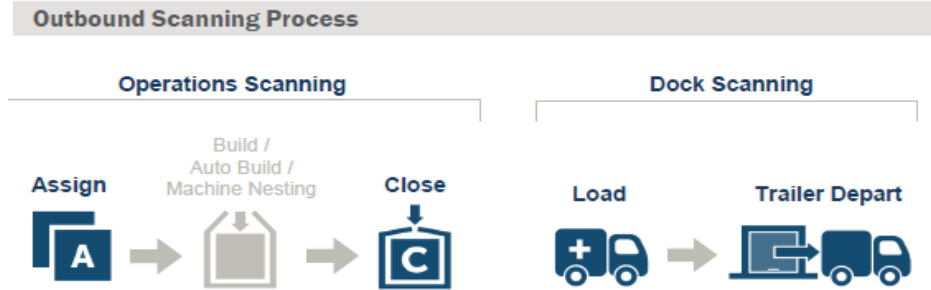 Outbound Scanning Process
Operations Scanning
Dock Scanning
Assign
Build /
Auto Build /
Machine Nesting
Close
Load
Trailer Depart
A
C